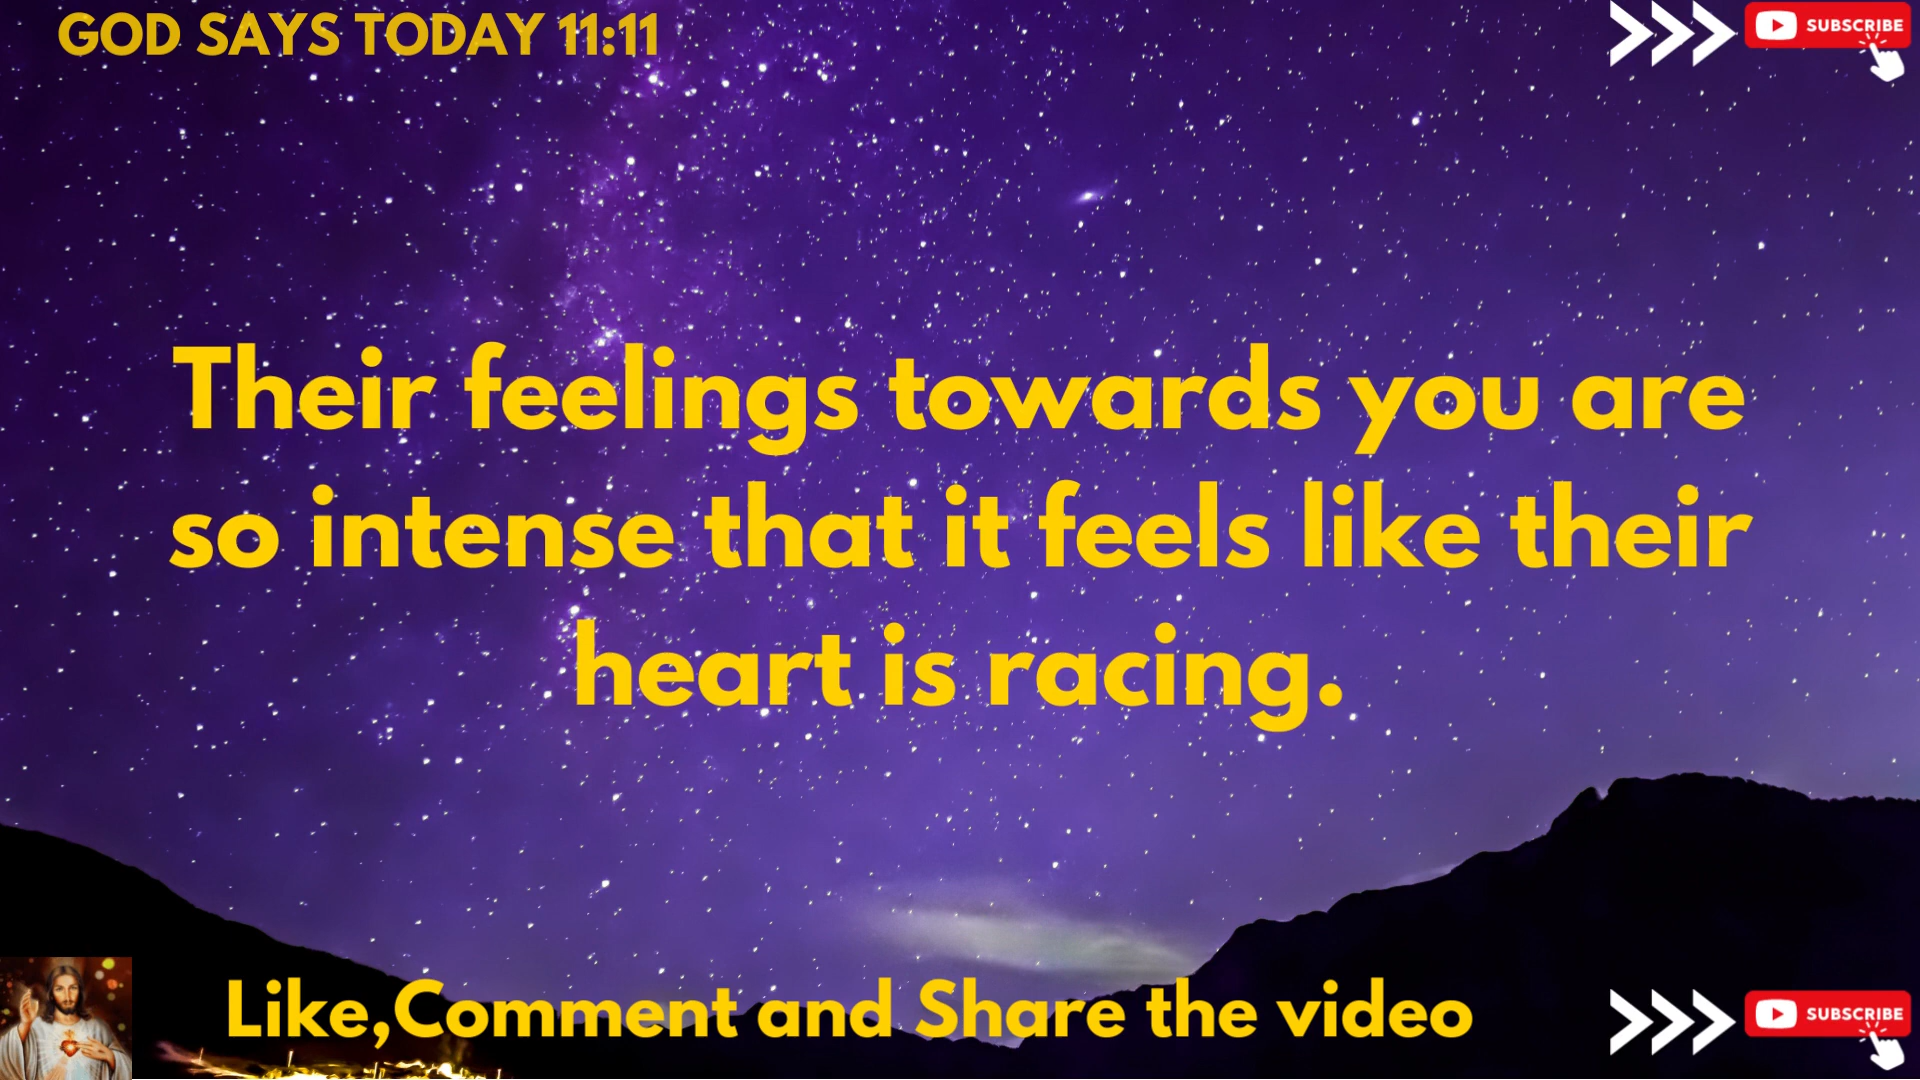 GOD SAYS TODAY 11:11
SUBSCRIBE
Their feelings towards you are
so intense that it feels like their
heart is racing.
Like,Comment and Share the video
SUBSCRIBE